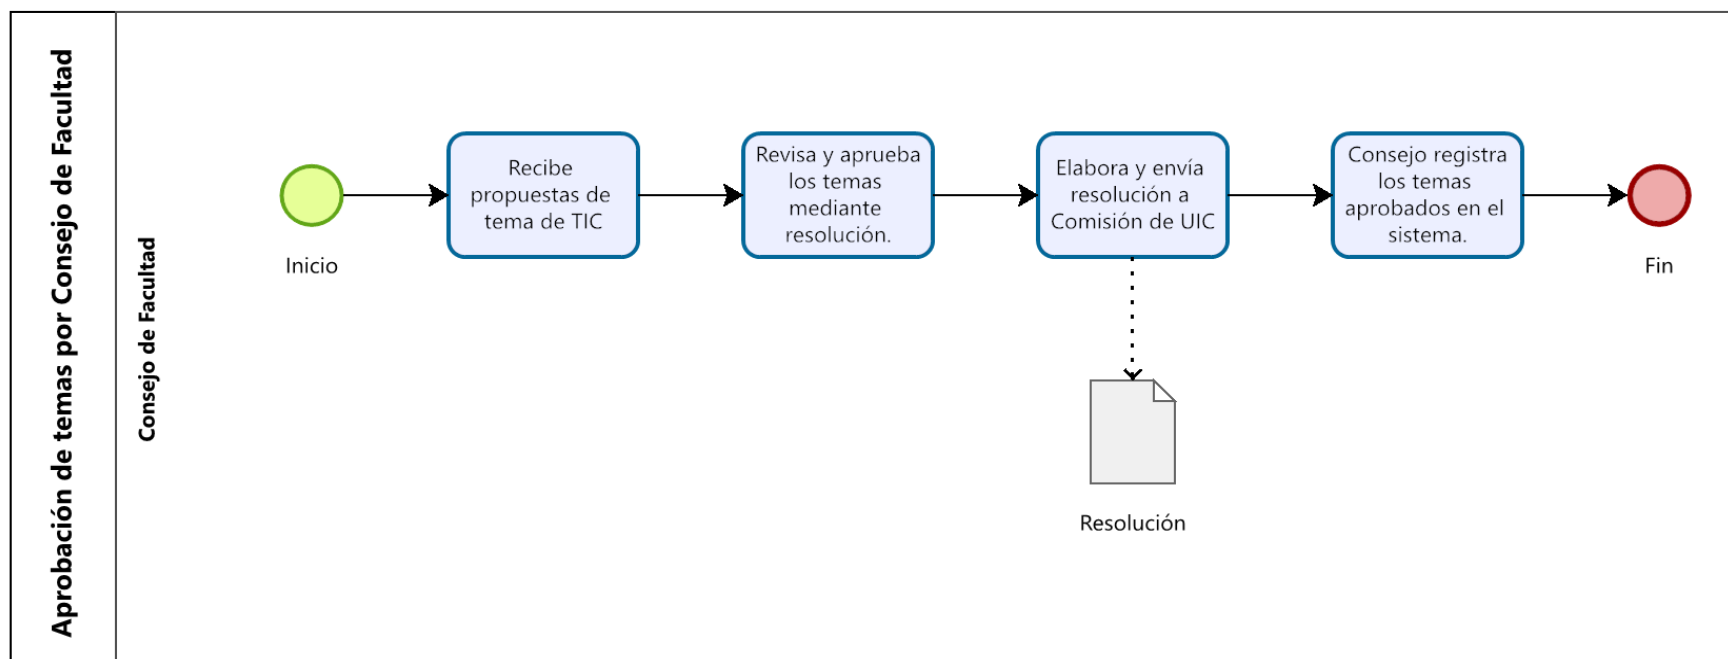 Aprobación de temas por Consejo de Facultad
Consejo de Facultad
Inicio
Recibe
propuestas de
tema de TIC
Revisa y aprueba
los temas
mediante
resolución.
Elabora y envía
resolución a
Comisión de UIC
Consejo registra
los temas
aprobados en el
sistema.
Fin
Resolución